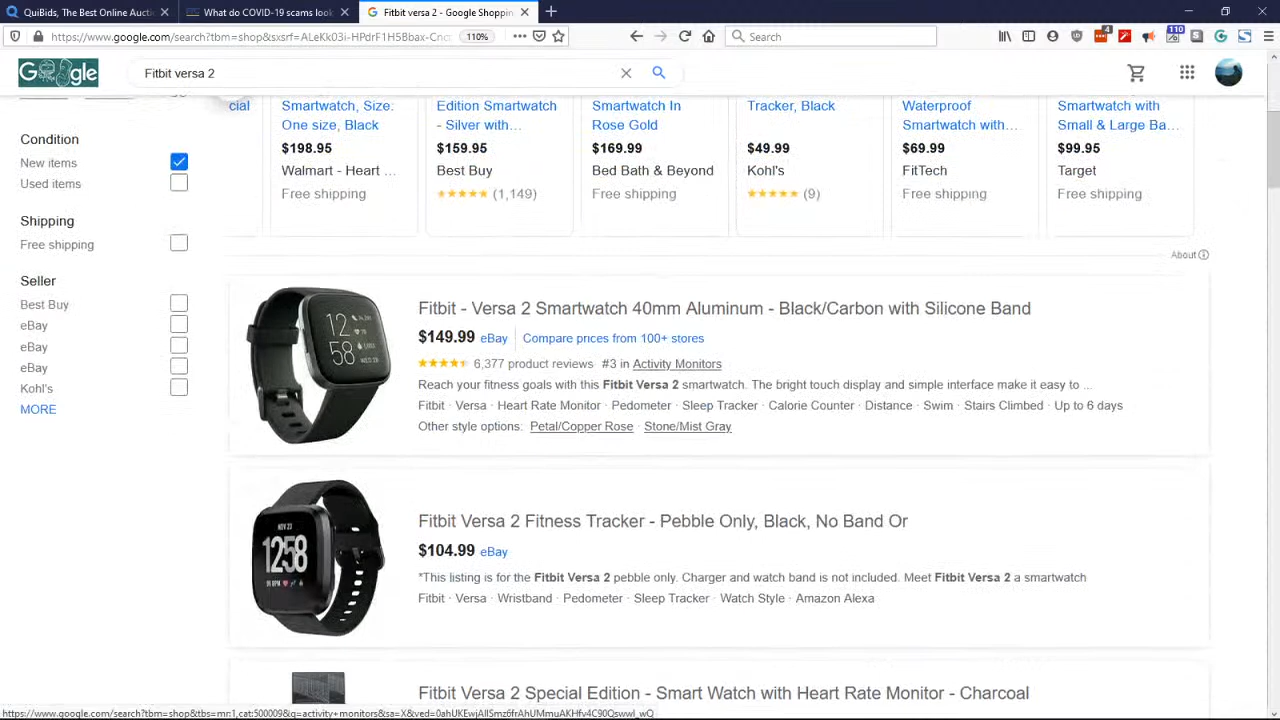 QuiBids, The Best Online Aucti
What do COVID-19 scams look
Fitbit versa 2 - Google Shoppin
https://www.google.com/search?tbm=shop&sxsrf=ALeKk03i-HPdrF1H5B8ax-Cnc
110%
Search
4
110
Google
Fitbit versa 2
cial
Smartwatch, Size:
One size, Black
$198.95
Walmart - Heart ...
Free shipping
Edition Smartwatch
- Silver with…
$159.95
Best Buy
(1,149)
Smartwatch In
Rose Gold
$169.99
Bed Bath & Beyond
Free shipping
Tracker, Black
$49.99
Kohl's
(9)
Waterproof
Smartwatch with…
$69.99
FitTech
Free shipping
Smartwatch with
Small & Large Ba…
$99.95
Target
Free shipping
About
Condition
New items
Used items
Shipping
Free shipping
Seller
Best Buy
eBay
eBay
eBay
Kohl's
MORE
Fitbit - Versa 2 Smartwatch 40mm Aluminum - Black/Carbon with Silicone Band
$149.99 eBay Compare prices from 100+ stores
6,377 product reviews · #3 in Activity Monitors
Reach your fitness goals with this Fitbit Versa 2 smartwatch. The bright touch display and simple interface make it easy to ...
Fitbit · Versa · Heart Rate Monitor · Pedometer · Sleep Tracker · Calorie Counter · Distance · Swim · Stairs Climbed · Up to 6 days
Other style options: Petal/Copper Rose · Stone/Mist Gray
12
58
Fitbit Versa 2 Fitness Tracker - Pebble Only, Black, No Band Or
$104.99 eBay
*This listing is for the Fitbit Versa 2 pebble only. Charger and watch band is not included. Meet Fitbit Versa 2 a smartwatch
Fitbit · Versa · Wristband · Pedometer · Sleep Tracker · Watch Style · Amazon Alexa
NOV 23
1258
Fitbit Versa 2 Special Edition - Smart Watch with Heart Rate Monitor - Charcoal